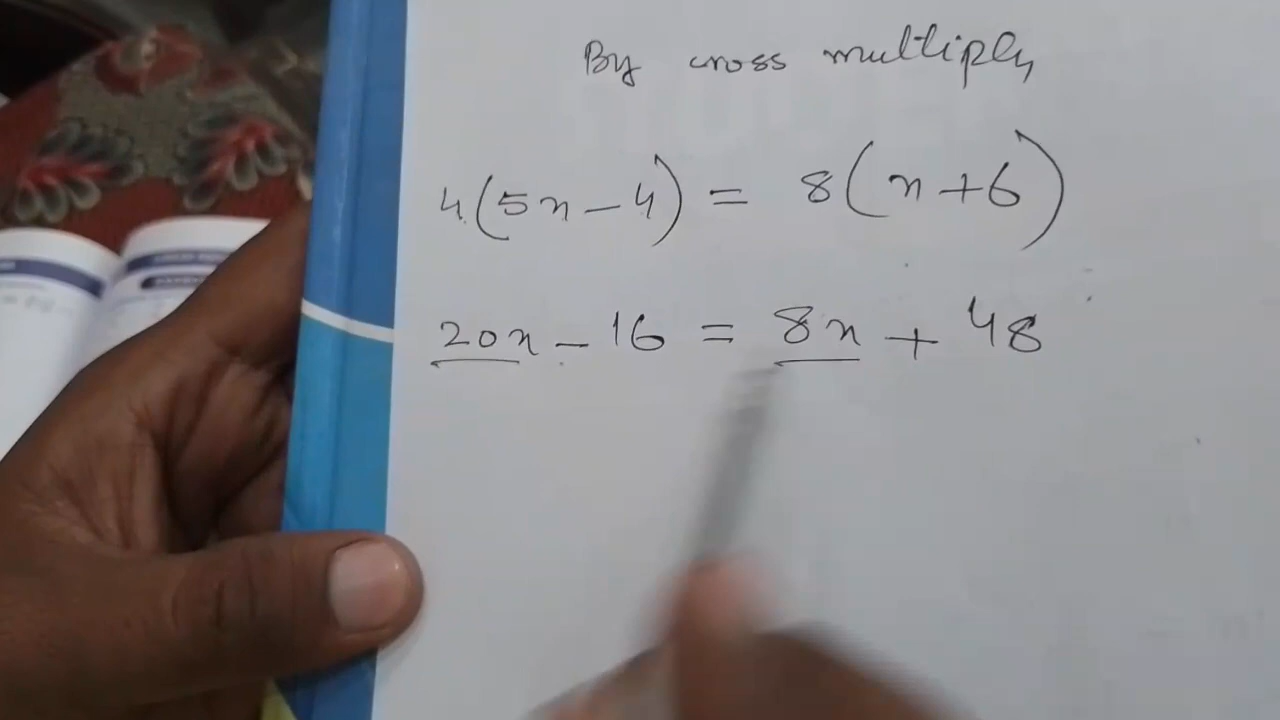 By cross multiply
4(5x-4) = 8(x+6)
20x - 16 = 8x + 48